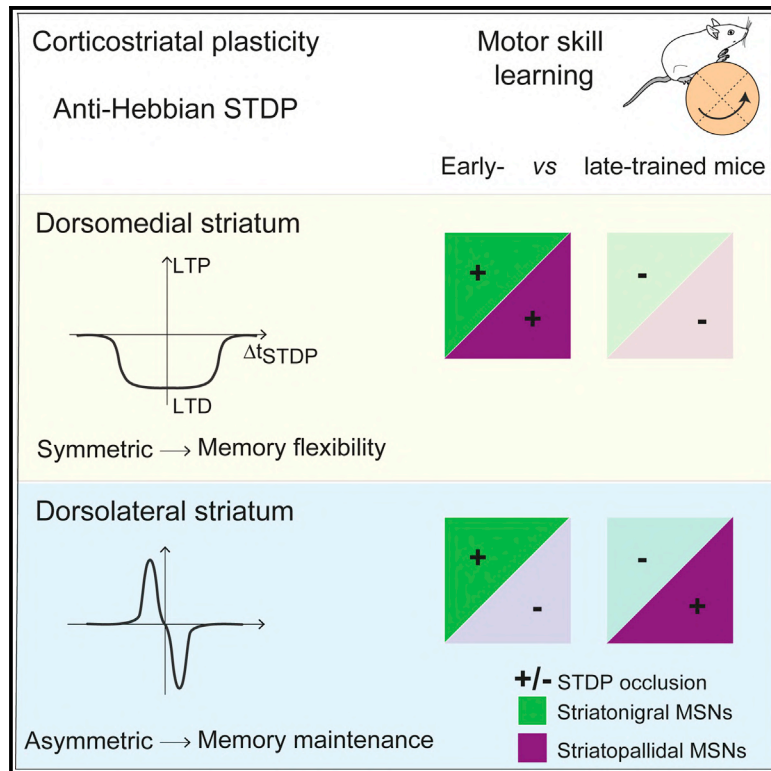 Corticostriatal plasticity
Anti-Hebbian STDP
Motor skill
learning
Early- vs late-trained mice
Dorsomedial striatum
LTP
ΔtSTDP
LTD
Symmetric → Memory flexibility
+
+
-
-
Dorsolateral striatum
Asymmetric → Memory maintenance
+
-
-
+
+/- STDP occlusion
Striatonigral MSNs
Striatopallidal MSNs